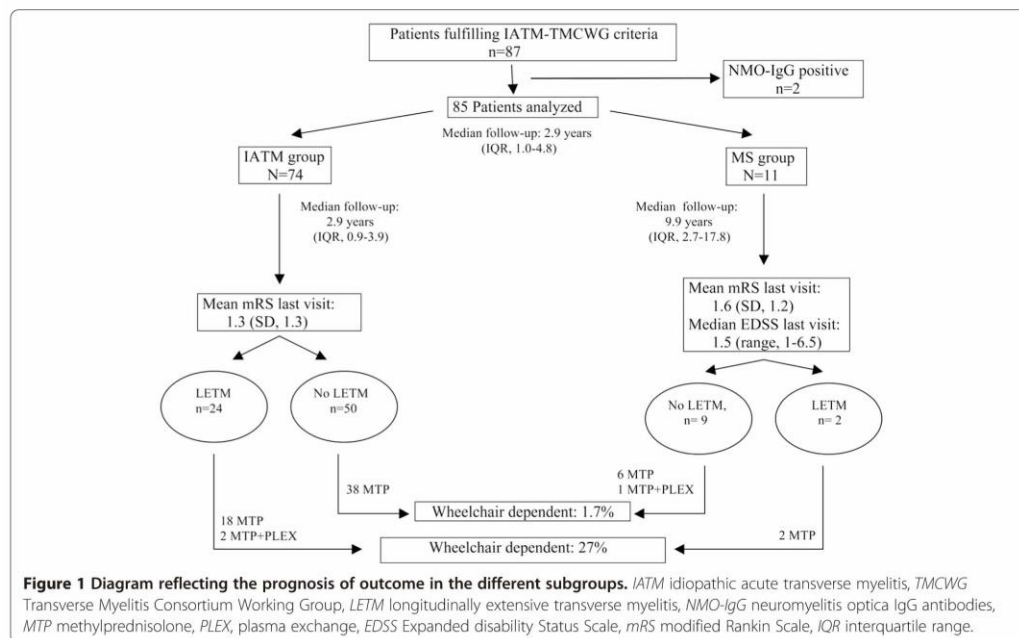 Patients fulfilling IATM-TMCWG criteria
n=87
NMO-IgG positive
n=2
85 Patients analyzed
Median follow-up: 2.9 years
(IQR, 1.0-4.8)
IATM group
N=74
MS group
N=11
Median follow-up:
2.9 years
(IQR, 0.9-3.9)
Median follow-up:
9.9 years
(IQR, 2.7-17.8)
Mean mRS last visit:
1.3 (SD, 1.3)
Mean mRS last visit:
1.6 (SD, 1.2)
Median EDSS last visit:
1.5 (range, 1-6.5)
LETM
n=24
No LETM
n=50
No LETM,
n= 9
LETM
n= 2
38 MTP
6 MTP
1 MTP+PLEX
Wheelchair dependent: 1.7%
18 MTP
2 MTP+PLEX
2 MTP
Wheelchair dependent: 27%
Figure 1 Diagram reflecting the prognosis of outcome in the different subgroups. IATM idiopathic acute transverse myelitis, TMCWG
Transverse Myelitis Consortium Working Group, LETM longitudinally extensive transverse myelitis, NMO-IgG neuromyelitis optica IgG antibodies,
MTP methylprednisolone, PLEX, plasma exchange, EDSS Expanded disability Status Scale, mRS modified Rankin Scale, IQR interquartile range.